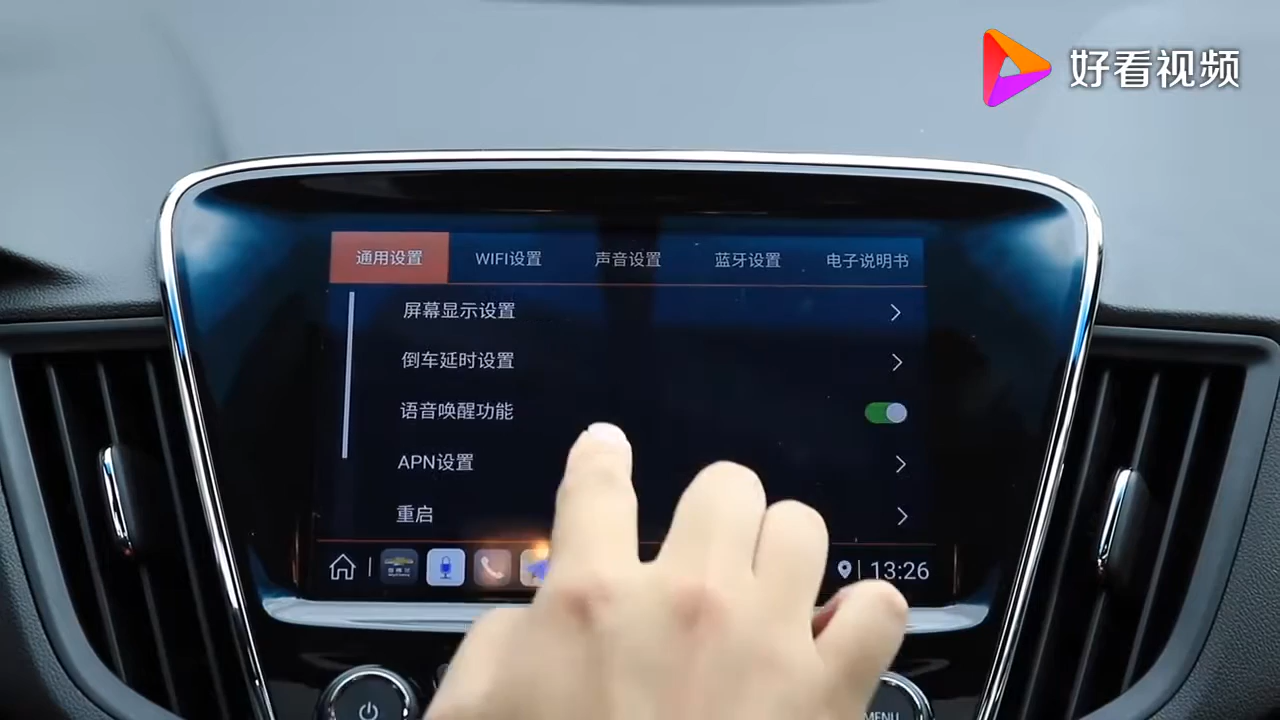 好看视频
通用设置 WIFI设置 声音设置 蓝牙设置 电子说明书
屏幕显示设置
倒车延时设置
语音唤醒功能
APN设置
重启
13:26
MENU